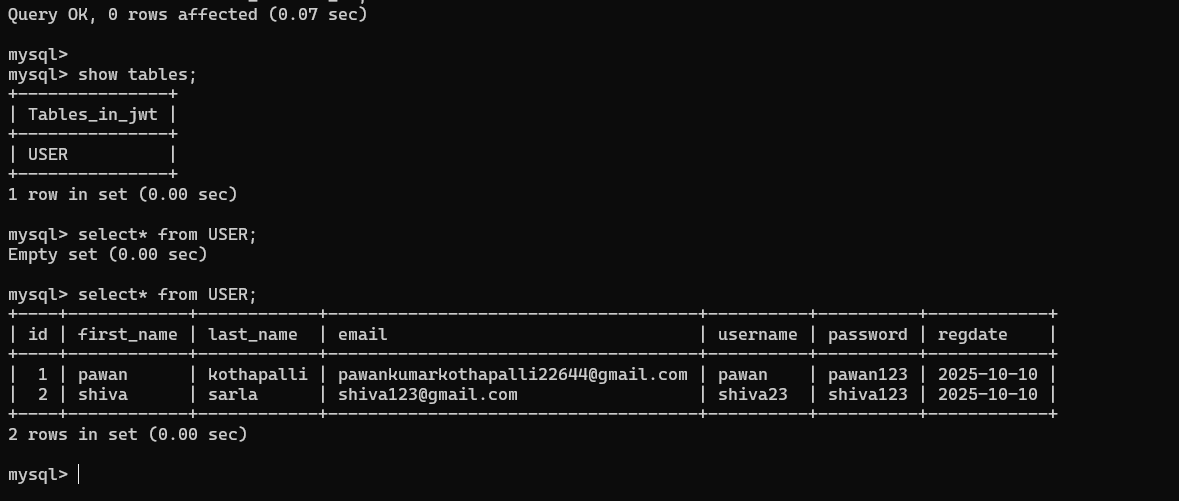 Query OK, 0 rows affected (0.07 sec)
mysql>
mysql> show tables;
+---------------+
| Tables_in_jwt |
+---------------+
| USER          |
+---------------+
1 row in set (0.00 sec)
mysql> select* from USER;
Empty set (0.00 sec)
mysql> select* from USER;
+----+------------+------------+-------------------------------------+----------+----------+------------+
| id | first_name | last_name  | email                               | username | password | regdate    |
+----+------------+------------+-------------------------------------+----------+----------+------------+
|  1 | pawan      | kothapalli | pawankumarkothapalli22644@gmail.com | pawan    | pawan123 | 2025-10-10 |
|  2 | shiva      | sarla      | shiva123@gmail.com                  | shiva23  | shiva123 | 2025-10-10 |
+----+------------+------------+-------------------------------------+----------+----------+------------+
2 rows in set (0.00 sec)
mysql>